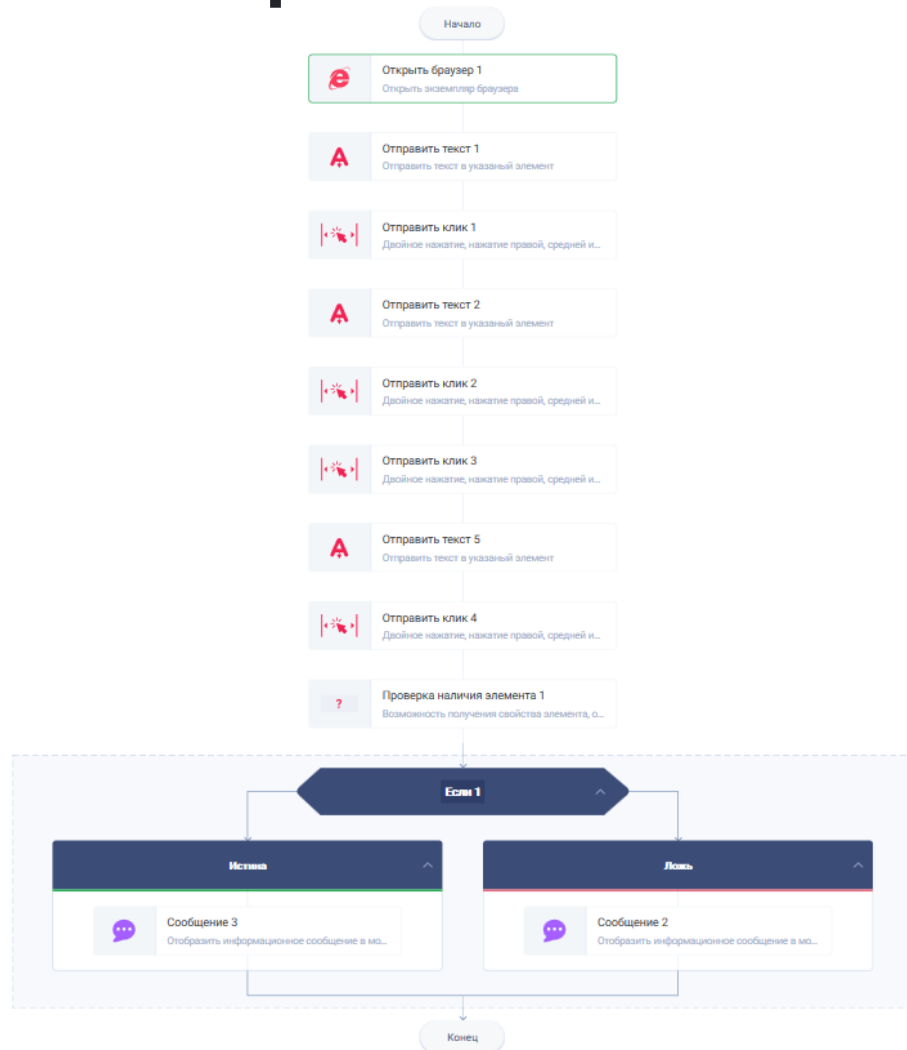 Начало
Открыть браузер 1
Открыть экземпляр браузера
Отправить текст 1
Отправить текст в указаный элемент
Отправить клик 1
Двойное нажатие, нажатие правой, средней и...
Отправить текст 2
Отправить текст в указаный элемент
Отправить клик 2
Двойное нажатие, нажатие правой, средней и...
Отправить клик 3
Двойное нажатие, нажатие правой, средней и...
Отправить текст 5
Отправить текст в указаный элемент
Отправить клик 4
Двойное нажатие, нажатие правой, средней и...
?
Проверка наличия элемента 1
Возможность получения свойства элемента, о...
Если 1
Истина
Сообщение 3
Отобразить информационное сообщение в мо...
Ложь
Сообщение 2
Отобразить информационное сообщение в мо...
Конец